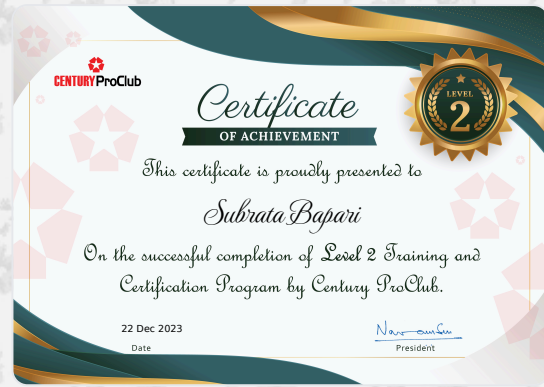 CENTURY ProClub
LEVEL
2
Certificate
OF ACHIEVEMENT
This certificate is proudly presented to
Subrata Bapari
On the successful completion of Level 2 Training and
Certification Program by Century ProClub.
22 Dec 2023
Date
President